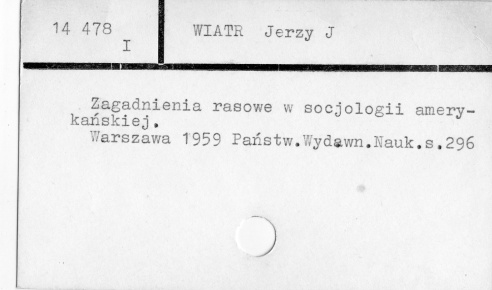 14 478
I
WIATR Jerzy J
Zagadnienia rasowe w socjologii amery-
kańskiej.
Warszawa 1959 Państw.Wydawn.Nauk.s.296